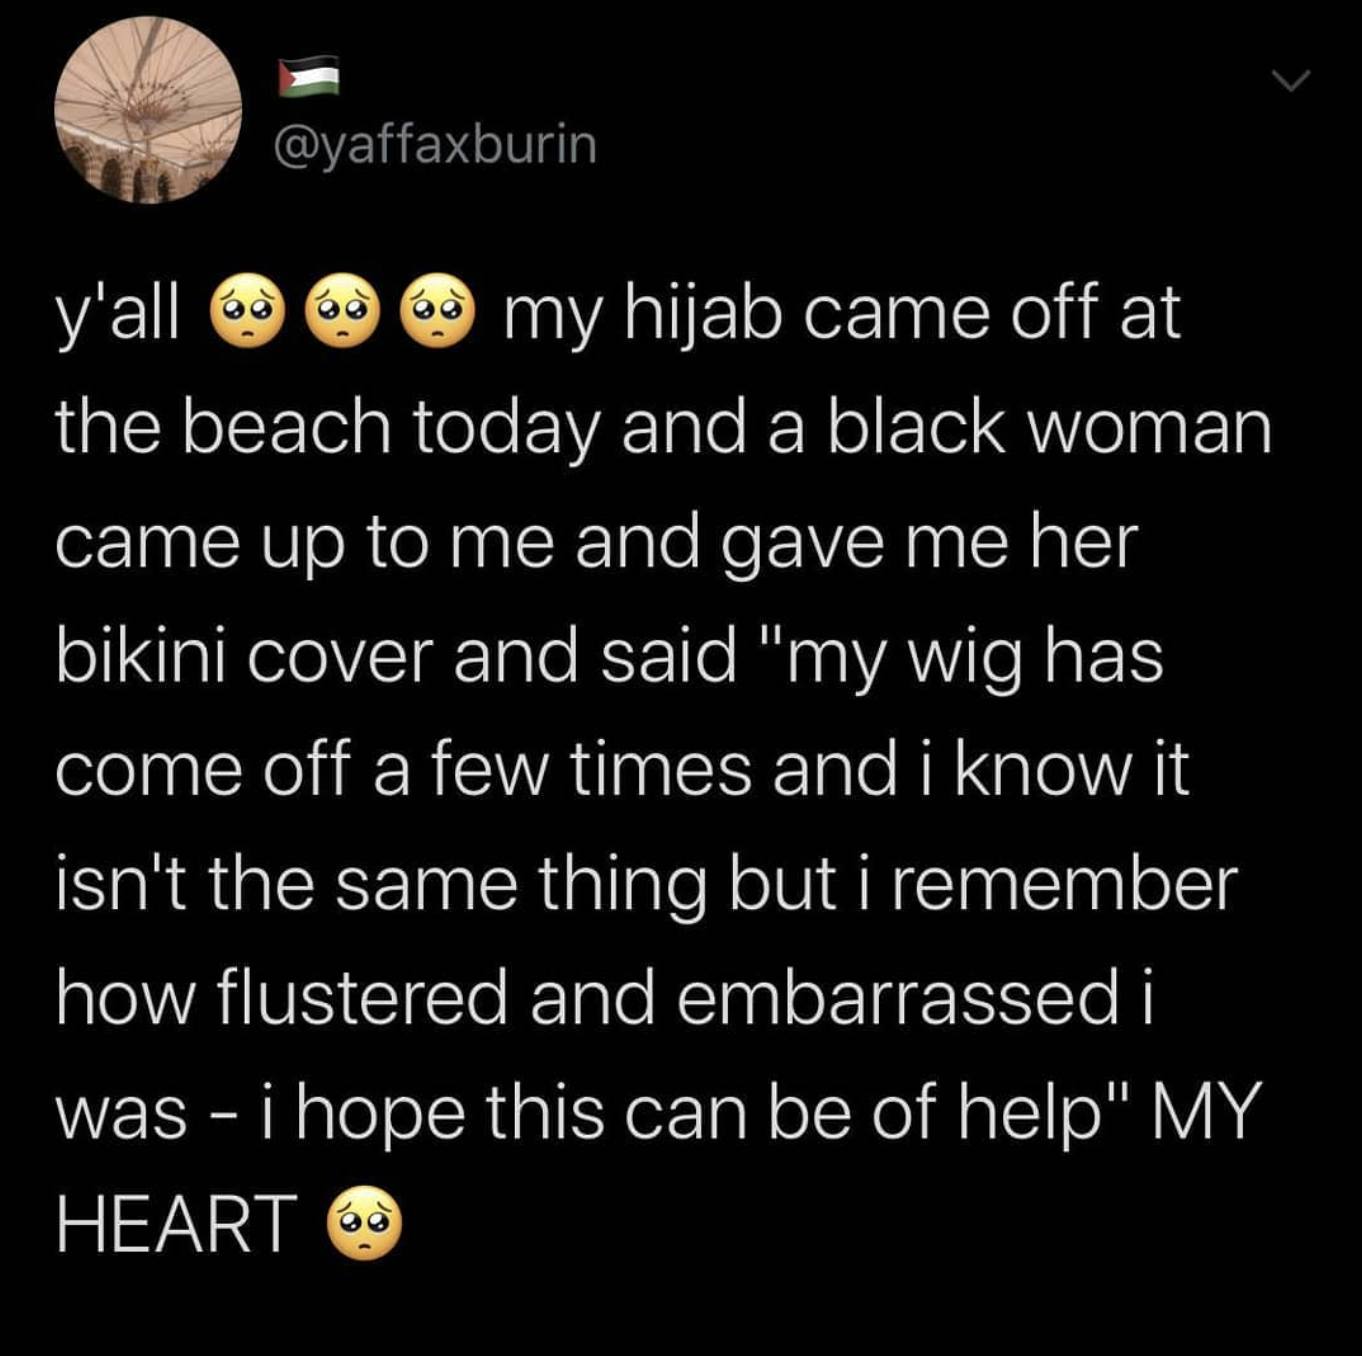 🇵🇸
@yaffaxburin
y'all 🥺🥺🥺 my hijab came off at
the beach today and a black woman
came up to me and gave me her
bikini cover and said "my wig has
come off a few times and i know it
isn't the same thing but i remember
how flustered and embarrassed i
was - i hope this can be of help" MY
HEART 🥺